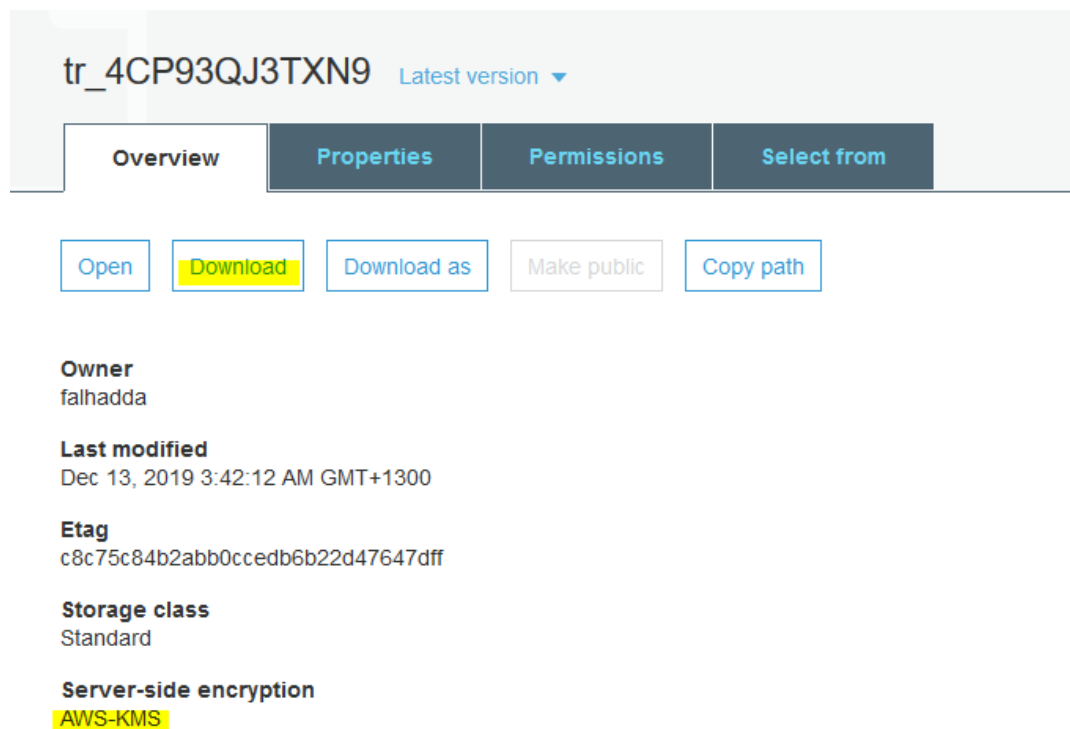 tr_4CP93QJ3TXN9 Latest version
Overview Properties Permissions Select from
Open Download Download as Make public Copy path
Owner
falhadda
Last modified
Dec 13, 2019 3:42:12 AM GMT+1300
Etag
c8c75c84b2abb0ccedb6b22d47647dff
Storage class
Standard
Server-side encryption
AWS-KMS